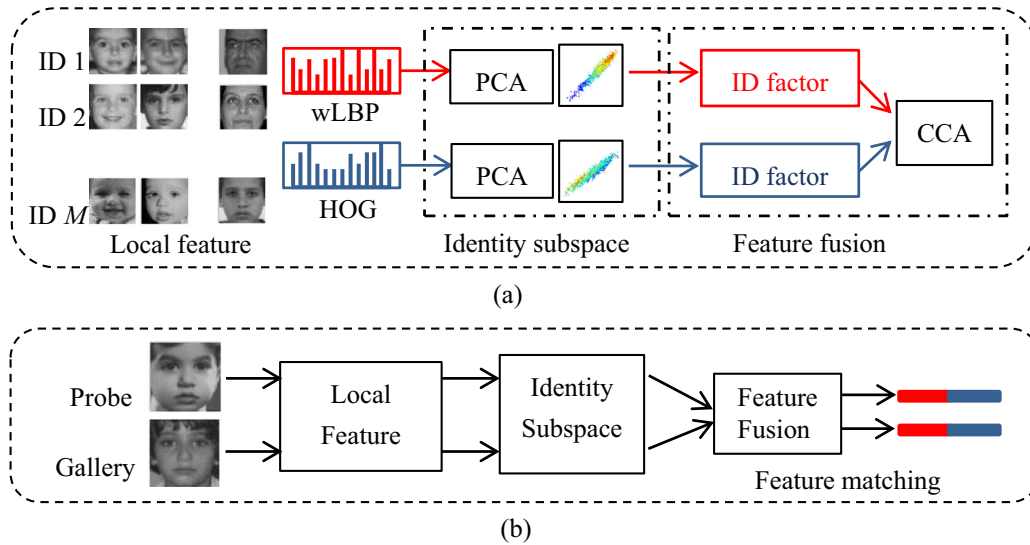 ID 1
ID 2
ID M
Local feature
wLBP
HOG
PCA
PCA
Identity subspace
ID factor
ID factor
CCA
Feature fusion
(a)
Probe
Gallery
Local
Feature
Identity
Subspace
Feature
Fusion
Feature matching
(b)